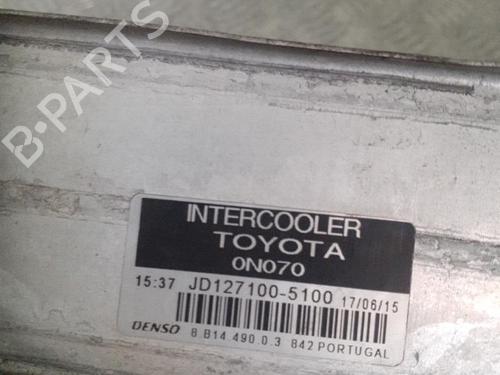 B-PARTS
INTERCOOLER
TOYOTA
0N070
15:37 JD127100-5100 17/06/15
DENSO 8 B14 490.0.3 842 PORTUGAL